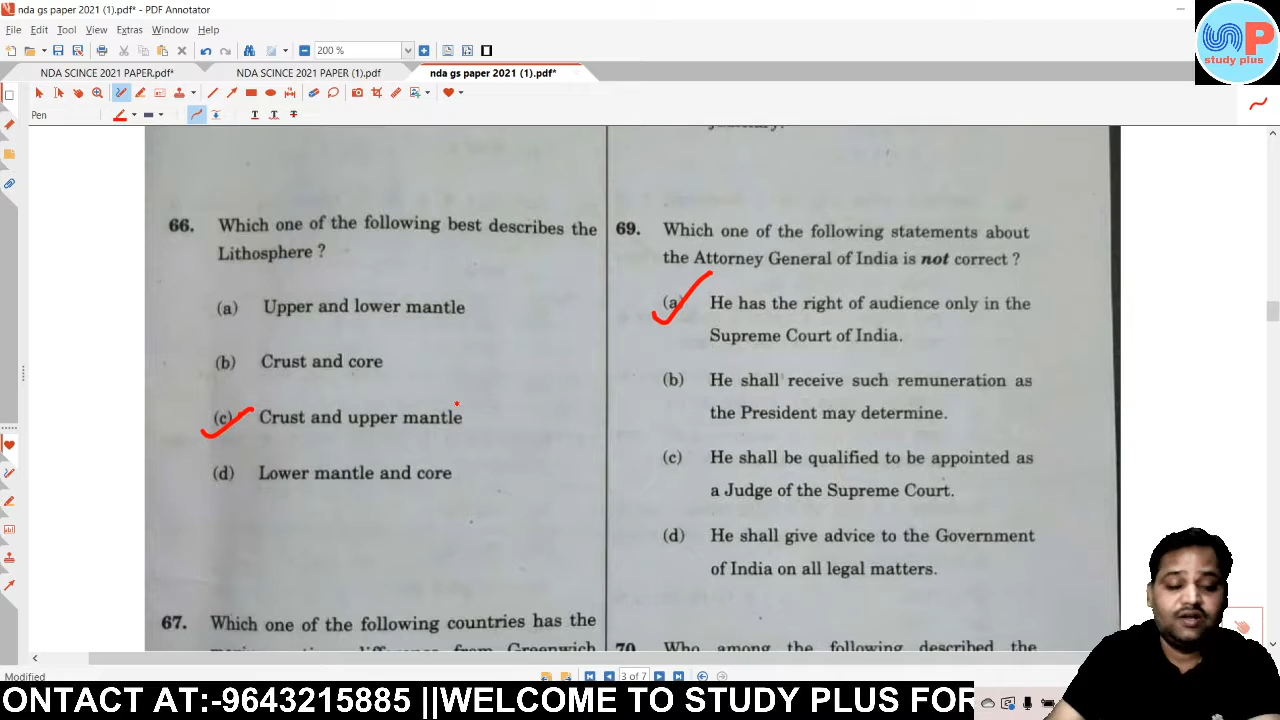 nda gs paper 2021 (1).pdf* - PDF Annotator
File Edit Tool View Extras Window Help
200 %
NDA SCINCE 2021 PAPER.pdf* NDA SCIENCE 2021 PAPER (1).pdf nda gs paper 2021 (1).pdf*
Pen
SP
study plus
66. Which one of the following best describes the
Lithosphere ?
(a) Upper and lower mantle
(b) Crust and core
(c) Crust and upper mantle
(d) Lower mantle and core
67. Which one of the following countries has the
from Greenwich
69. Which one of the following statements about
the Attorney General of India is not correct ?
(a) He has the right of audience only in the
Supreme Court of India.
(b) He shall receive such remuneration as
the President may determine.
(c) He shall be qualified to be appointed as
a Judge of the Supreme Court.
(d) He shall give advice to the Government
of India on all legal matters.
70. Who among the following described the
Modified
3 of 7
ONTACT AT:-9643215885 ||WELCOME TO STUDY PLUS FOR